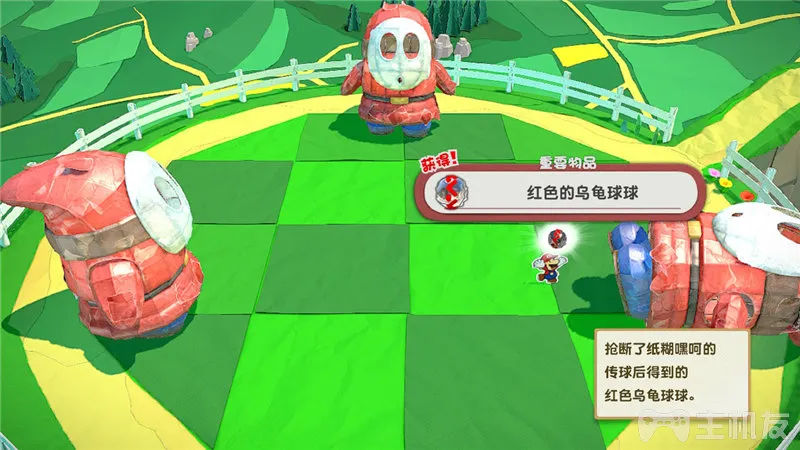 获得!
重要物品
红色的乌龟球球
抢断了纸糊嘿呵的
传球后得到的
红色乌龟球球。
主机友